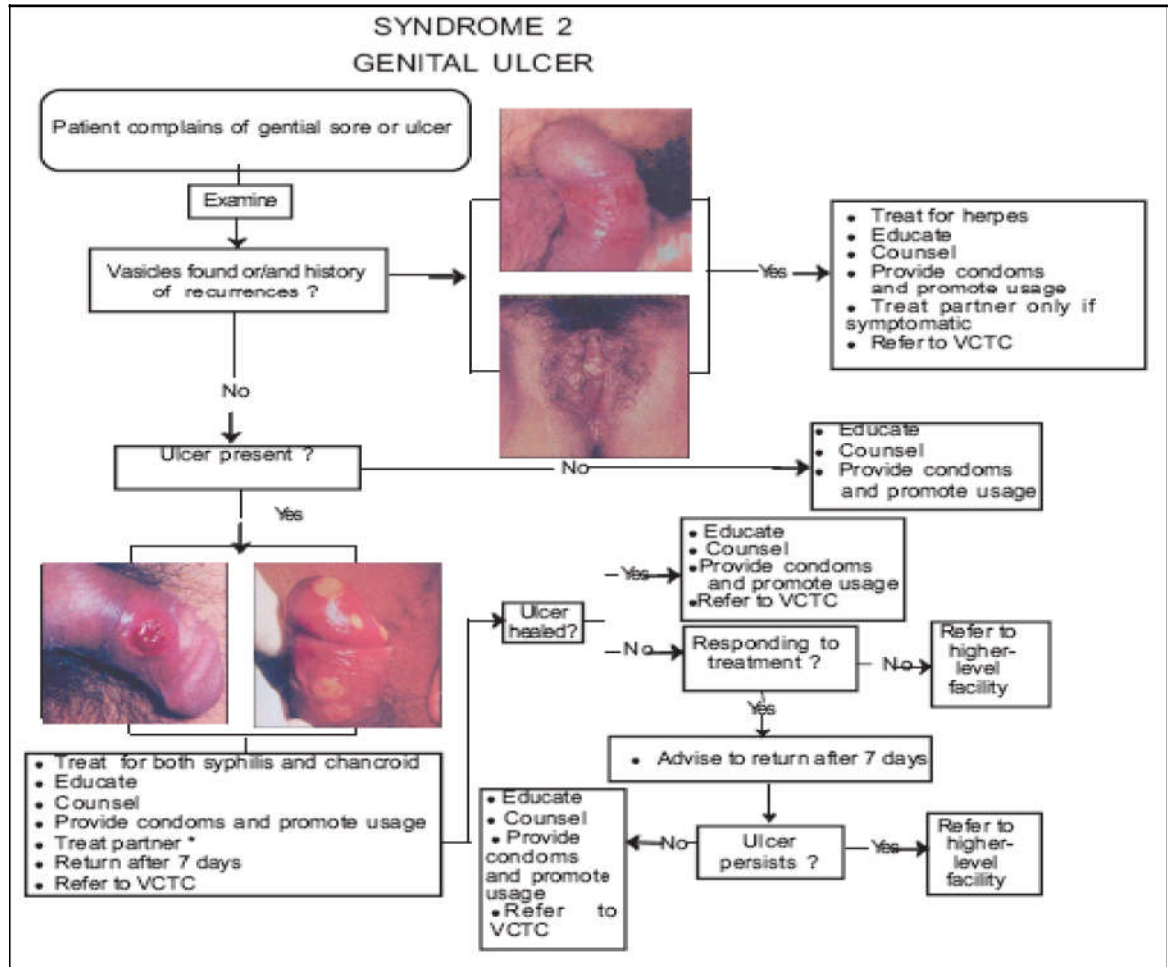 SYNDROME 2
GENITAL ULCER
Patient complains of gential sore or ulcer
Examine
Vasicles found or/and history
of recurrences ?
Yes
• Treat for herpes
• Educate
• Counsel
• Provide condoms
and promote usage
• Treat partner only if
symptomatic
• Refer to VCTC
No
Ulcer present ?
No
• Educate
• Counsel
• Provide condoms
and promote usage
Yes
• Treat for both syphilis and chancroid
• Educate
• Counsel
• Provide condoms and promote usage
• Treat partner *
• Return after 7 days
• Refer to VCTC
Ulcer
healed?
Yes
• Educate
• Counsel
• Provide condoms
and promote usage
• Refer to VCTC
No
Responding to
treatment ?
No
Refer to
higher-
level
facility
Yes
• Advise to return after 7 days
Ulcer
persists ?
No
• Educate
• Counsel
• Provide
condoms
and promote
usage
• Refer to
VCTC
Yes
Refer to
higher-
level
facility